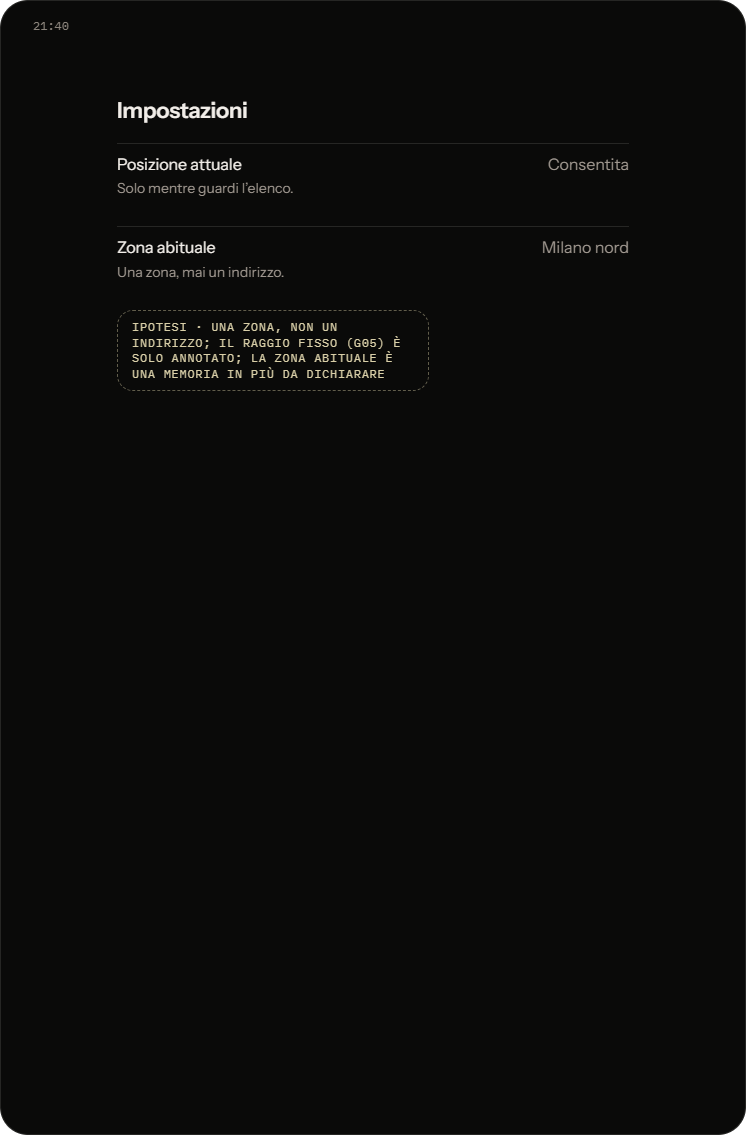 21:40
Impostazioni
Posizione attuale
Consentita
Solo mentre guardi l'elenco.
Zona abituale
Milano nord
Una zona, mai un indirizzo.
IPOTESI · UNA ZONA, NON UN
INDIRIZZO; IL RAGGIO FISSO (G05) È
SOLO ANNOTATO; LA ZONA ABITUALE È
UNA MEMORIA IN PIÙ DA DICHIARARE